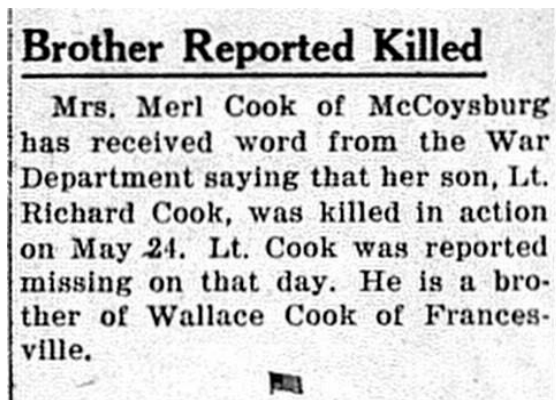 Brother Reported Killed
Mrs. Merl Cook of McCoysburg
has received word from the War
Department saying that her son, Lt.
Richard Cook, was killed in action
on May 24. Lt. Cook was reported
missing on that day. He is a bro-
ther of Wallace Cook of Frances-
ville.